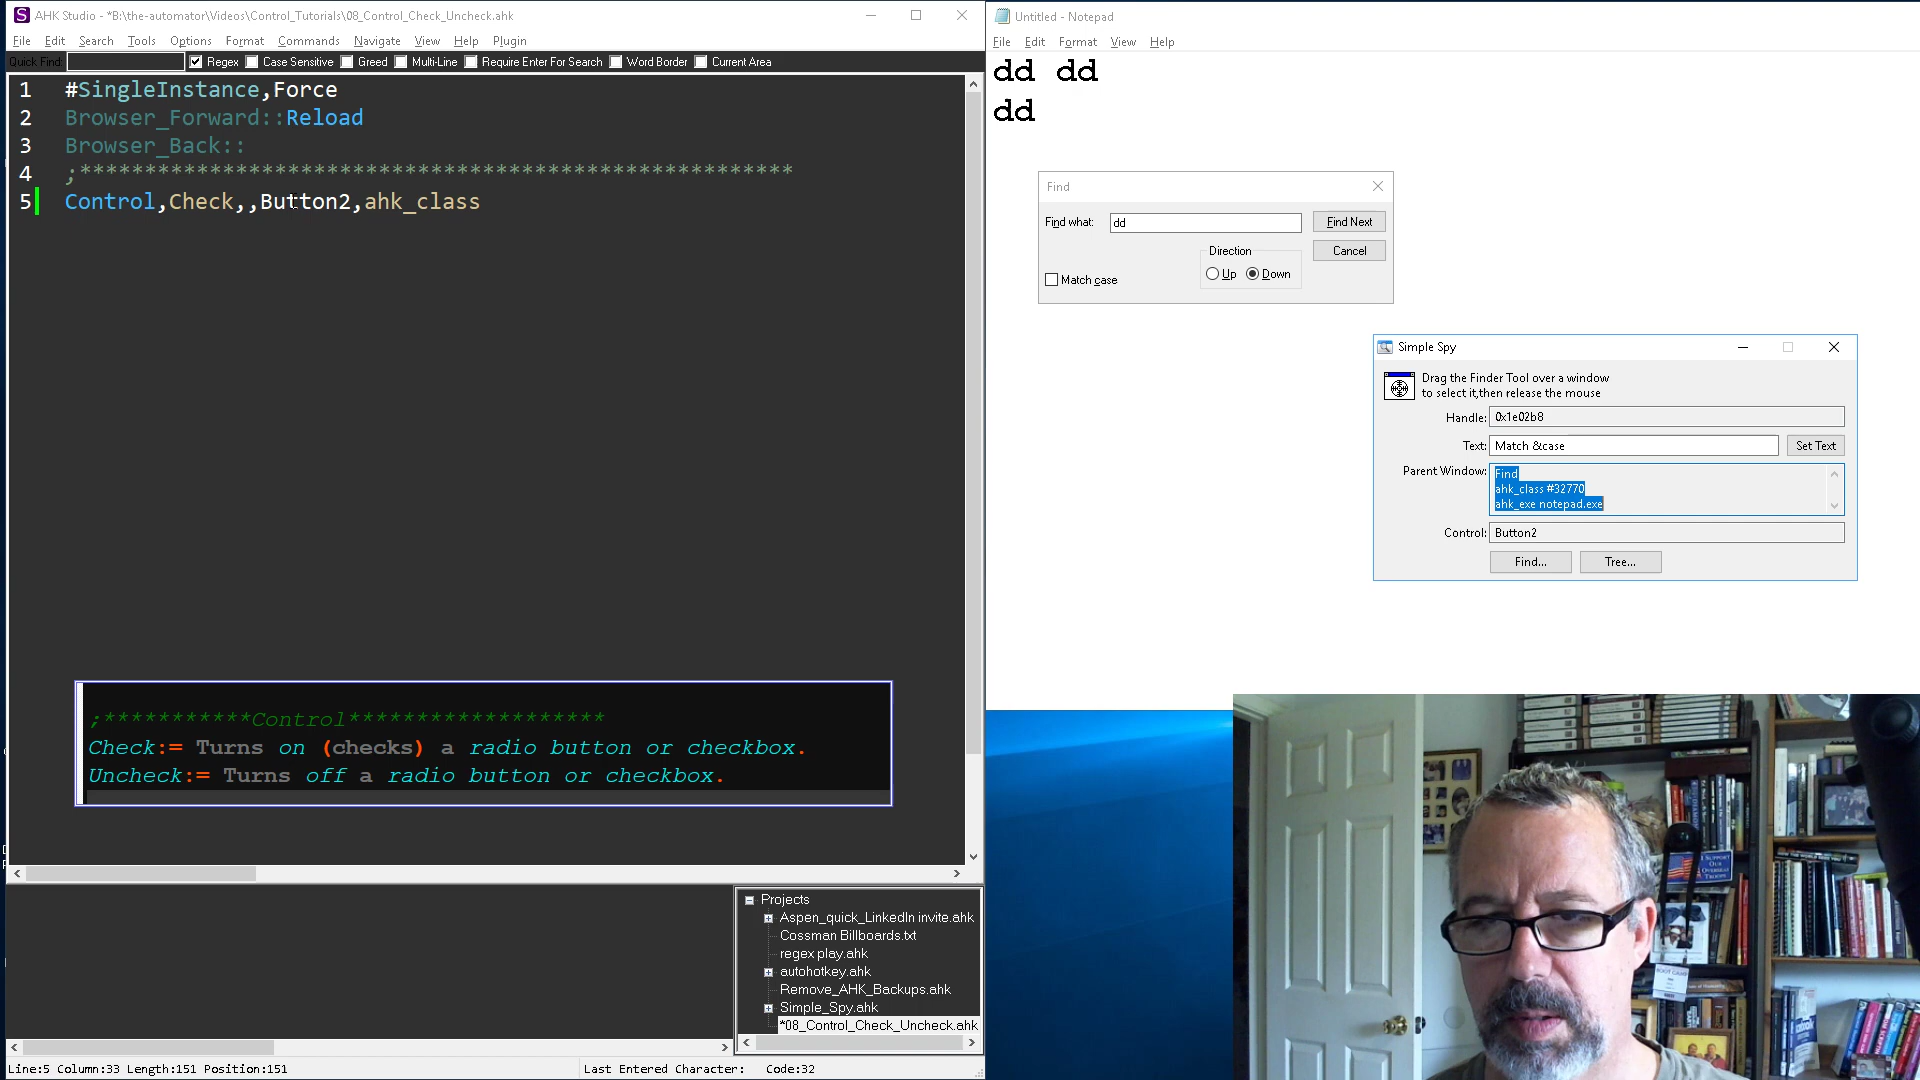 AHK Studio - *B:\the-automator\Videos\Control_Tutorials\08_Control_Check_Uncheck.ahk
File Edit Search Tools Options Format Commands Navigate View Help Plugin
Quick Find: Regex Case Sensitive Greed Multi-Line Require Enter For Search Word Border Current Area
1 #SingleInstance,Force
2 Browser_Forward::Reload
3 Browser_Back::
4 ;*******************************************************
5 Control,Check,,Button2,ahk_class
;***********Control*******************
Check:= Turns on (checks) a radio button or checkbox.
Uncheck:= Turns off a radio button or checkbox.
Projects
Aspen_quick_LinkedIn invite.ahk
Cossman Billboards.txt
regex play.ahk
autohotkey.ahk
Remove_AHK_Backups.ahk
Simple_Spy.ahk
*08_Control_Check_Uncheck.ahk
Line:5 Column:33 Length:151 Position:151
Last Entered Character: Code:32
Untitled - Notepad
File Edit Format View Help
dd dd
dd
Find
Find what: dd Find Next
Direction Cancel
Up Down
Match case
Simple Spy
Drag the Finder Tool over a window
to select it,then release the mouse
Handle: 0x1e02b8
Text: Match &case Set Text
Parent Window: Find
ahk_class #32770
ahk_exe notepad.exe
Control: Button2
Find... Tree...
I SUPPORT
OUR
OVERSEAS
TROOPS
BOOT CAMP